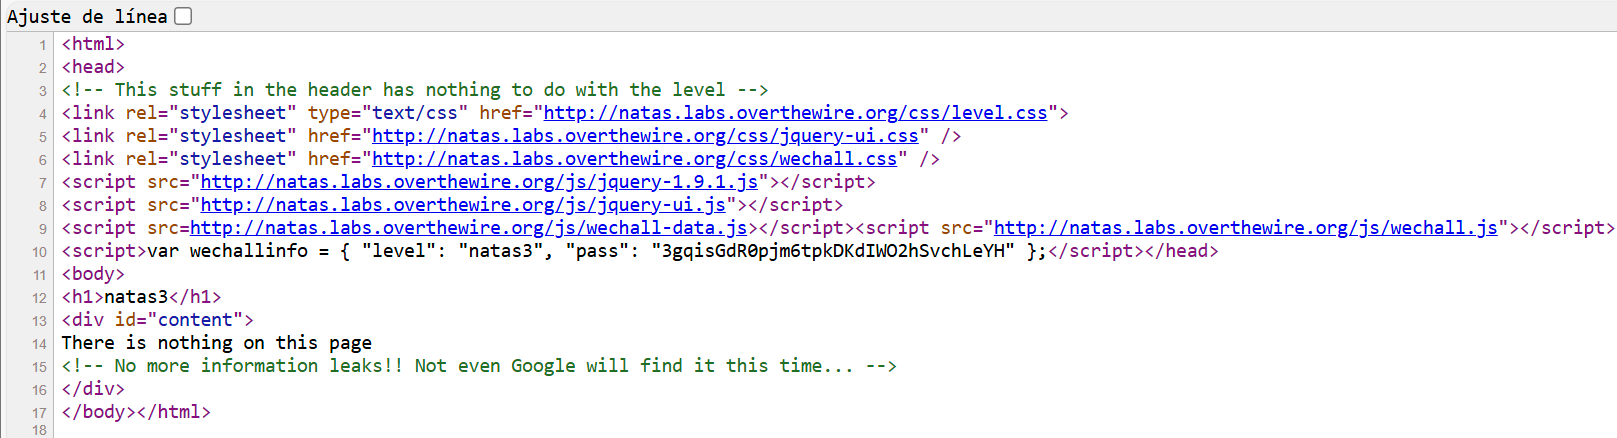 Ajuste de línea
1 <html>
2 <head>
3 <!-- This stuff in the header has nothing to do with the level -->
4 <link rel="stylesheet" type="text/css" href="http://natas.labs.overthewire.org/css/level.css">
5 <link rel="stylesheet" href="http://natas.labs.overthewire.org/css/jquery-ui.css" />
6 <link rel="stylesheet" href="http://natas.labs.overthewire.org/css/wechall.css" />
7 <script src="http://natas.labs.overthewire.org/js/jquery-1.9.1.js"></script>
8 <script src="http://natas.labs.overthewire.org/js/jquery-ui.js"></script>
9 <script src=http://natas.labs.overthewire.org/js/wechall-data.js></script><script src="http://natas.labs.overthewire.org/js/wechall.js"></script>
10 <script>var wechallinfo = { "level": "natas3", "pass": "3gqisGdR0pjm6tpkDKdIWO2hSvchLeYH" };</script></head>
11 <body>
12 <h1>natas3</h1>
13 <div id="content">
14 There is nothing on this page
15 <!-- No more information leaks!! Not even Google will find it this time... -->
16 </div>
17 </body></html>
18